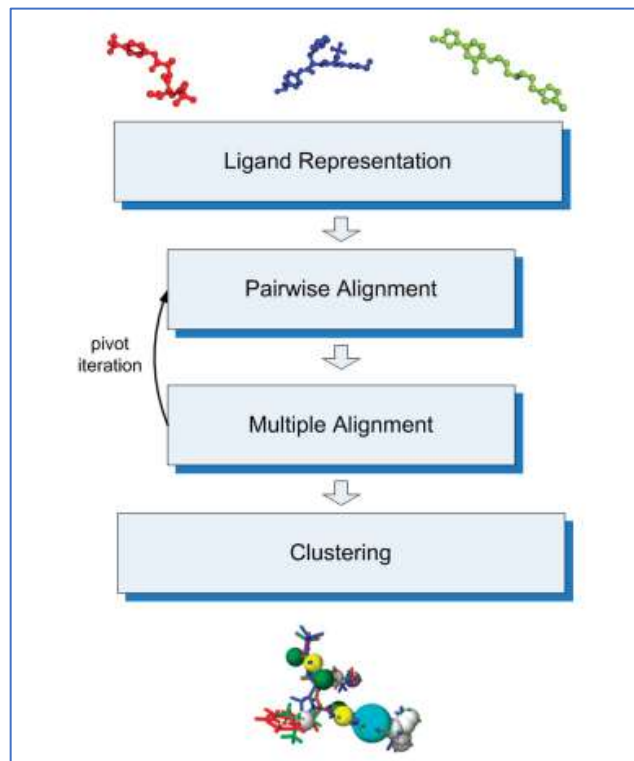 Ligand Representation
Pairwise Alignment
pivot
iteration
Multiple Alignment
Clustering